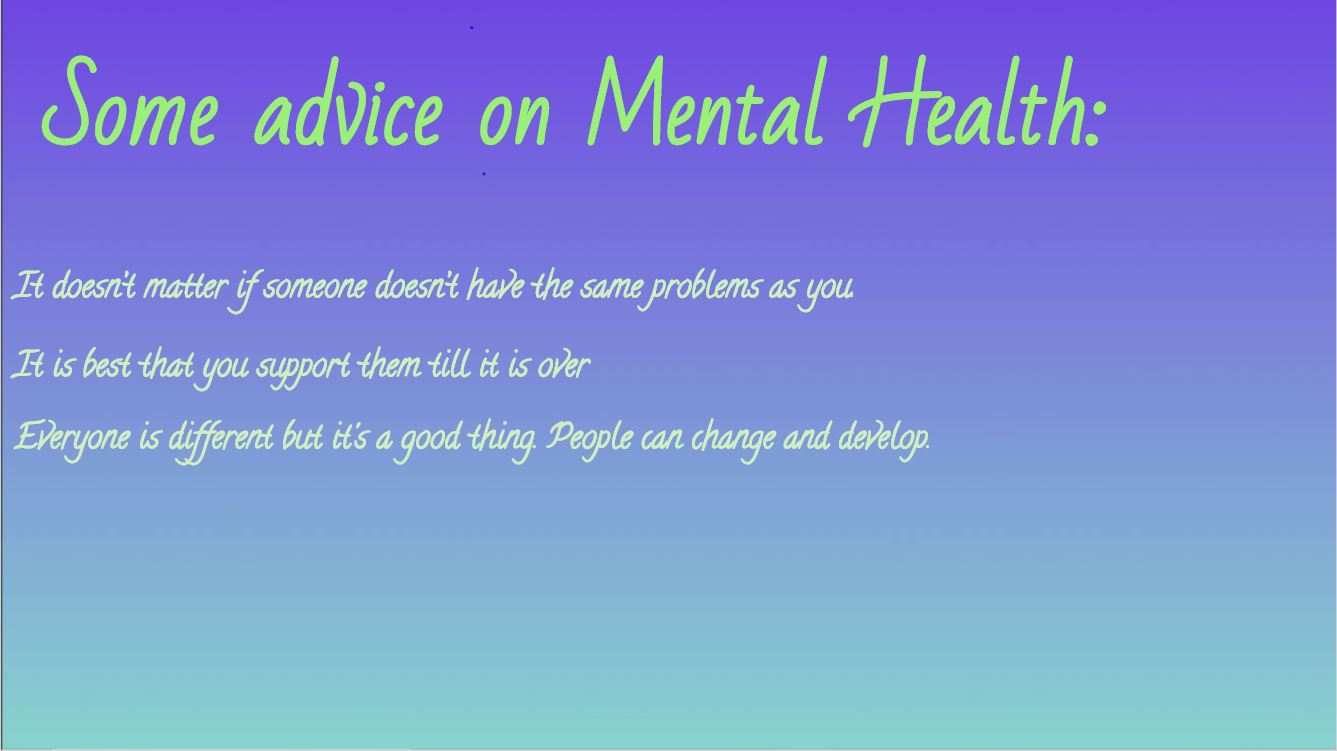 Some advice on Mental Health:
It doesn't matter if someone doesn't have the same problems as you.
It is best that you support them till it is over
Everyone is different but it's a good thing. People can change and develop.